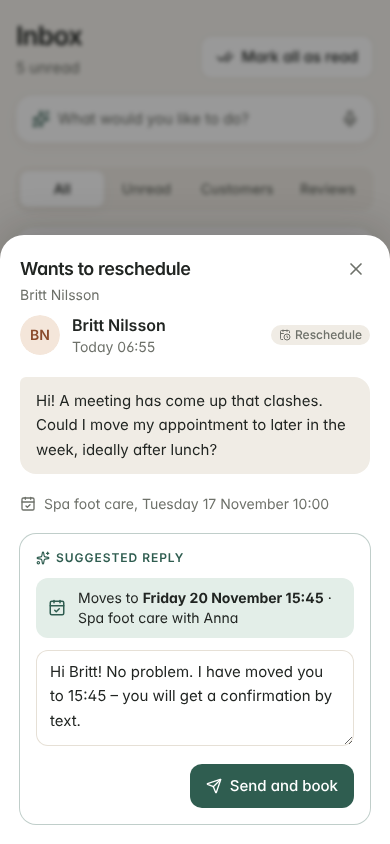 Inbox
5 unread
Mark all as read
What would you like to do?
All
Unread
Customers
Reviews
Wants to reschedule
Britt Nilsson
BN
Britt Nilsson
Today 06:55
Reschedule
Hi! A meeting has come up that clashes.
Could I move my appointment to later in the
week, ideally after lunch?
Spa foot care, Tuesday 17 November 10:00
SUGGESTED REPLY
Moves to Friday 20 November 15:45 ·
Spa foot care with Anna
Hi Britt! No problem. I have moved you
to 15:45 – you will get a confirmation by
text.
Send and book